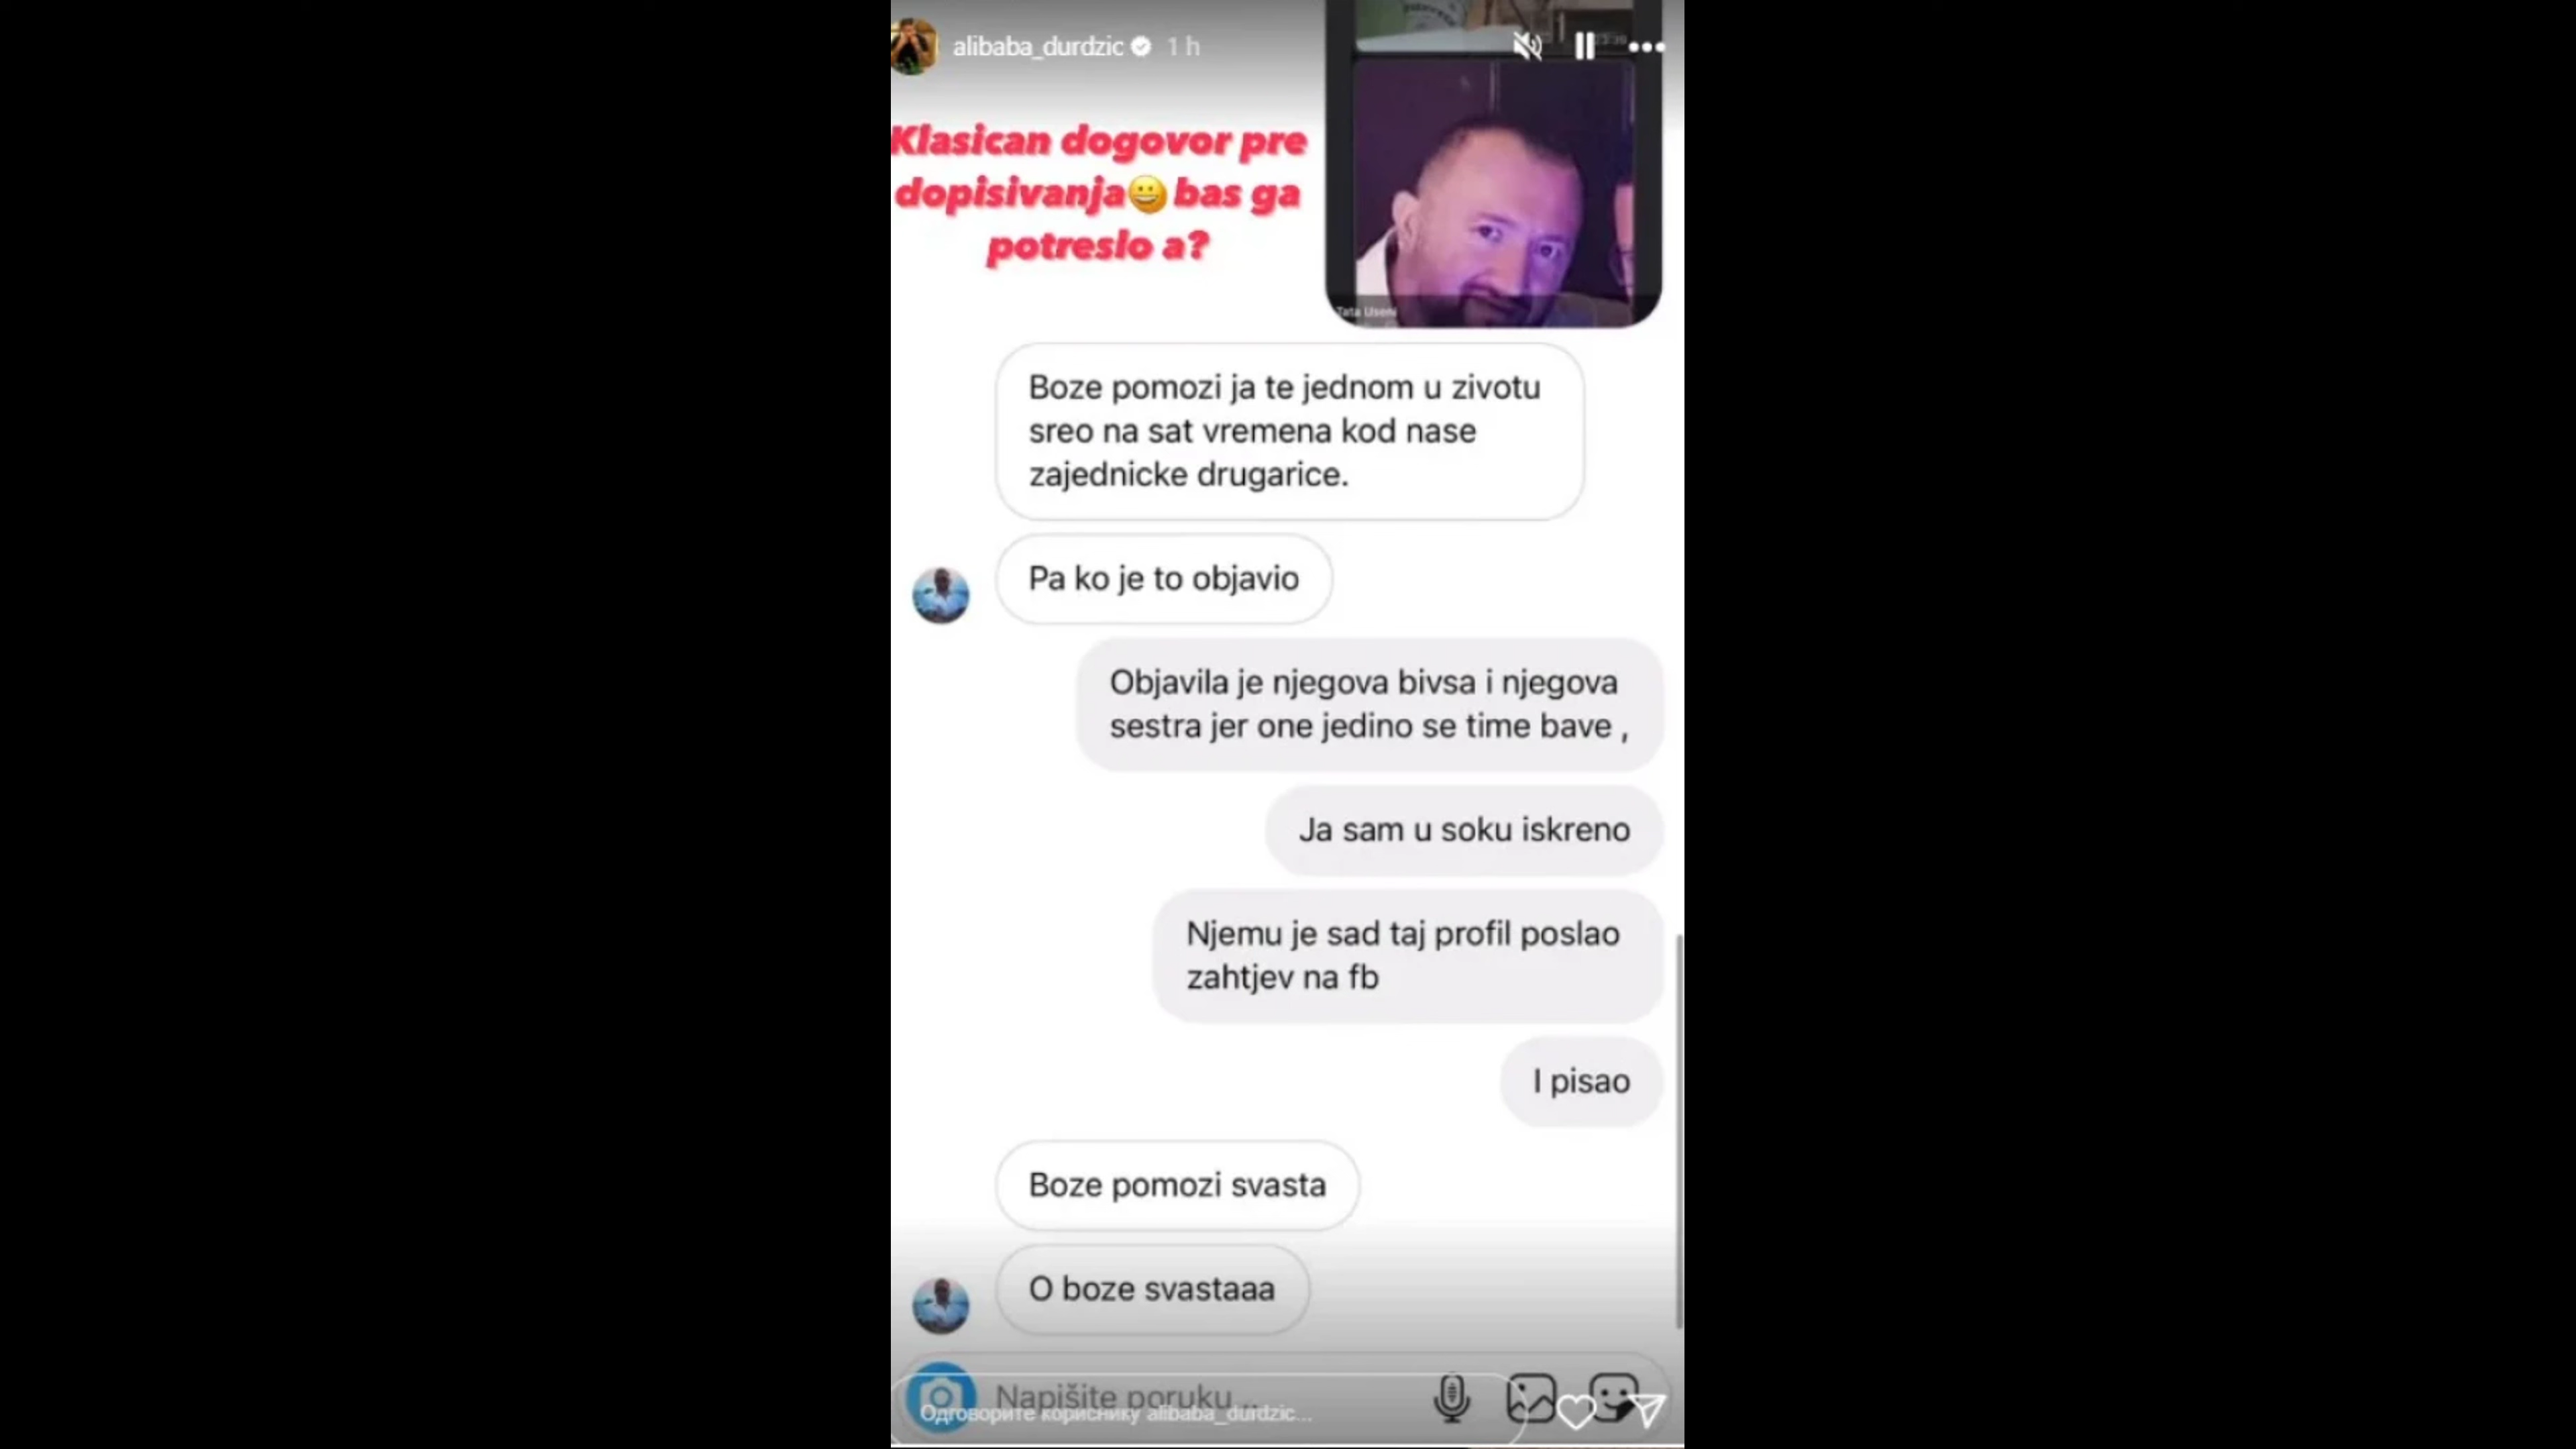 alibaba_durdzic 1 h
Klasican dogovor pre
dopisivanja😀 bas ga
potreslo a?
Tata Useni
Boze pomozi ja te jednom u zivotu
sreo na sat vremena kod nase
zajednicke drugarice.
Pa ko je to objavio
Objavila je njegova bivsa i njegova
sestra jer one jedino se time bave ,
Ja sam u soku iskreno
Njemu je sad taj profil poslao
zahtjev na fb
I pisao
Boze pomozi svasta
O boze svastaaa
Napišite poruku...
Одговорите кориснику alibaba_durdzic...